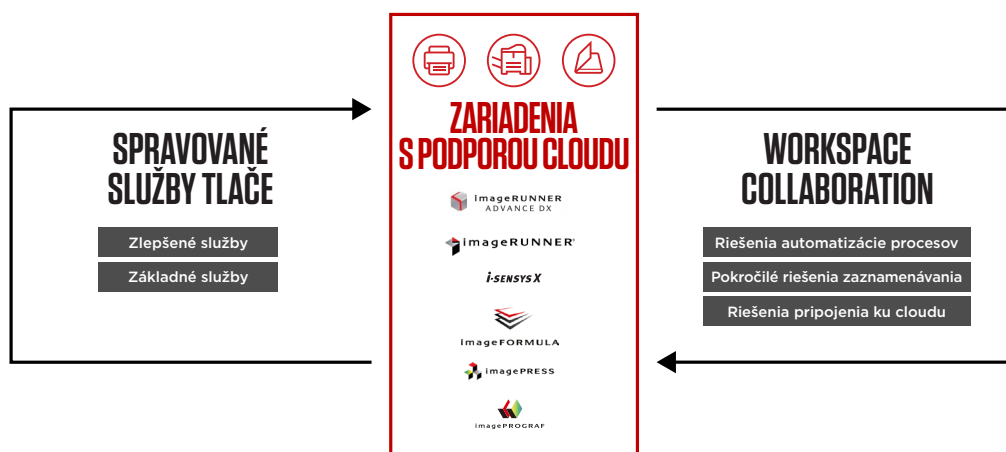 SPRAVOVANÉ
SLUŽBY TLAČE
Zlepšené služby
Základné služby
ZARIADENIA
S PODPOROU CLOUDU
imageRUNNER
ADVANCE DX
imageRUNNER®
i-SENSYS X
imageFORMULA
imagePRESS
imagePROGRAF
WORKSPACE
COLLABORATION
Riešenia automatizácie procesov
Pokročilé riešenia zaznamenávania
Riešenia pripojenia ku cloudu